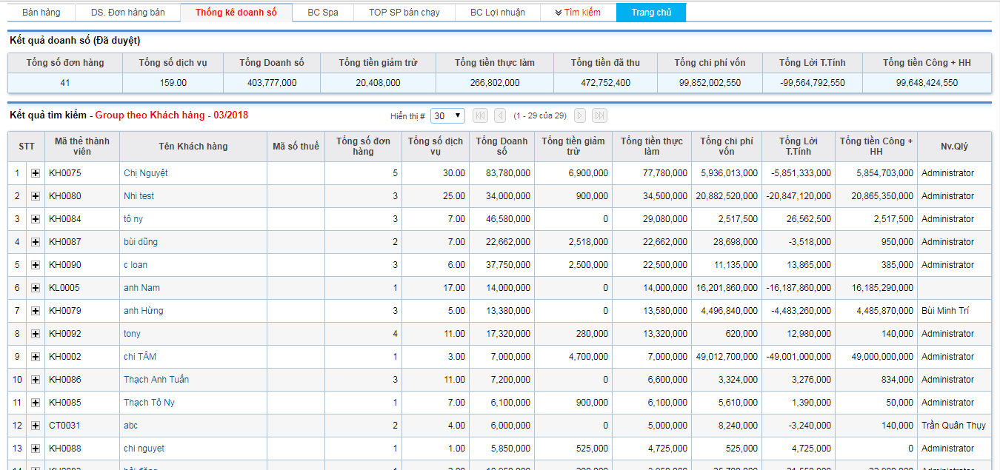 Bán hàng DS. Đơn hàng bán Thống kê doanh số BC Spa TOP SP bán chạy BC Lợi nhuận Tìm kiếm Trang chủ
Kết quả doanh số (Đã duyệt)
Tổng số đơn hàng Tổng số dịch vụ Tổng Doanh số Tổng tiền giảm trừ Tổng tiền thực làm Tổng tiền đã thu Tổng chi phí vốn Tổng Lời T.Tính Tổng tiền Công + HH
41 159.00 403,777,000 20,408,000 266,802,000 472,752,400 99,852,002,550 -99,564,792,550 99,648,424,550
Kết quả tìm kiếm - Group theo Khách hàng - 03/2018 Hiển thị # 30 (1 - 29 của 29)
STT Mã thẻ thành viên Tên Khách hàng Mã số thuế Tổng số đơn hàng Tổng số dịch vụ Tổng Doanh số Tổng tiền giảm trừ Tổng tiền thực làm Tổng chi phí vốn Tổng Lời T.Tính Tổng tiền Công + HH Nv.Qlý
1 KH0075 Chị Nguyệt 5 30.00 83,780,000 6,900,000 77,780,000 5,936,013,000 -5,851,333,000 5,854,703,000 Administrator
2 KH0080 Nhi test 3 25.00 34,000,000 900,000 34,500,000 20,882,520,000 -20,847,120,000 20,865,350,000 Administrator
3 KH0084 tô ny 3 7.00 46,580,000 0 29,080,000 2,517,500 26,562,500 2,517,500 Administrator
4 KH0087 bùi dũng 2 7.00 22,662,000 2,518,000 22,662,000 28,698,000 -3,518,000 950,000 Administrator
5 KH0090 c loan 3 6.00 37,750,000 2,500,000 22,500,000 11,135,000 13,865,000 385,000 Administrator
6 KL0005 anh Nam 1 17.00 14,000,000 0 14,000,000 16,201,860,000 -16,187,860,000 16,185,290,000
7 KH0079 anh Hừng 3 5.00 13,380,000 0 13,580,000 4,496,840,000 -4,483,260,000 4,485,870,000 Bùi Minh Trí
8 KH0092 tony 4 11.00 17,320,000 280,000 13,320,000 620,000 12,980,000 140,000 Administrator
9 KH0002 chi TÂM 1 3.00 7,000,000 4,700,000 7,000,000 49,012,700,000 -49,001,000,000 49,000,000,000 Administrator
10 KH0086 Thạch Anh Tuấn 3 11.00 7,200,000 0 6,600,000 3,324,000 3,276,000 834,000 Administrator
11 KH0085 Thạch Tô Ny 1 7.00 6,100,000 900,000 6,100,000 5,610,000 1,390,000 50,000 Administrator
12 CT0031 abc 2 4.00 6,000,000 0 5,000,000 8,240,000 -3,240,000 140,000 Trần Quân Thụy
13 KH0088 chi nguyet 1 1.00 5,850,000 525,000 4,725,000 525,000 4,725,000 0 Administrator